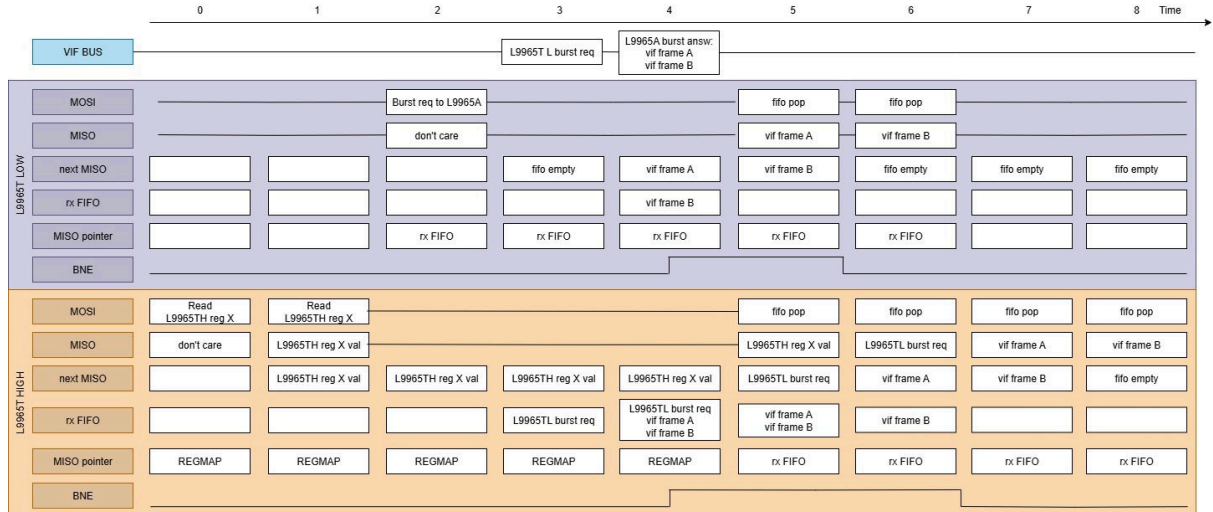 0 1 2 3 4 5 6 7 8 Time
VIF BUS L9965T L burst req L9965A burst answ:
vif frame A
vif frame B
L9965T LOW
MOSI Burst req to L9965A fifo pop fifo pop
MISO don't care vif frame A vif frame B
next MISO fifo empty vif frame A vif frame B fifo empty fifo empty fifo empty
rx FIFO vif frame B
MISO pointer rx FIFO rx FIFO rx FIFO rx FIFO rx FIFO
BNE
L9965T HIGH
MOSI Read
L9965TH reg X Read
L9965TH reg X fifo pop fifo pop fifo pop fifo pop
MISO don't care L9965TH reg X val L9965TH reg X val L9965TL burst req vif frame A vif frame B
next MISO L9965TH reg X val L9965TH reg X val L9965TH reg X val L9965TH reg X val L9965TL burst req vif frame A vif frame B fifo empty
rx FIFO L9965TL burst req L9965TL burst req
vif frame A
vif frame B vif frame A
vif frame B vif frame B
MISO pointer REGMAP REGMAP REGMAP REGMAP REGMAP rx FIFO rx FIFO rx FIFO rx FIFO
BNE